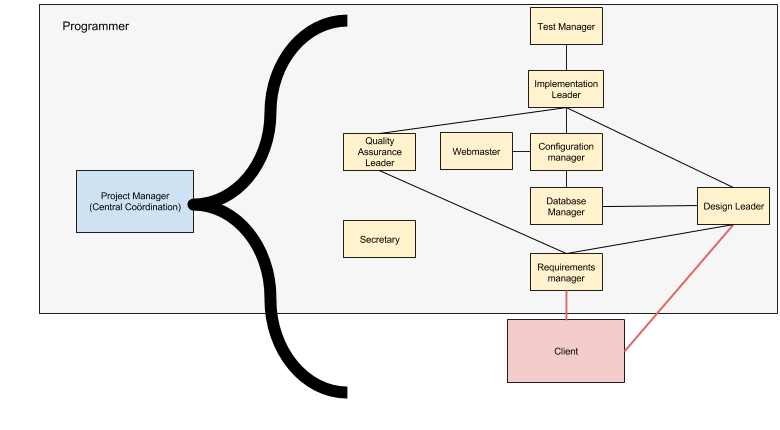 Programmer
Test Manager
Implementation
Leader
Quality
Assurance
Leader
Webmaster
Configuration
manager
Project Manager
(Central Coördination)
Database
Manager
Design Leader
Secretary
Requirements
manager
Client